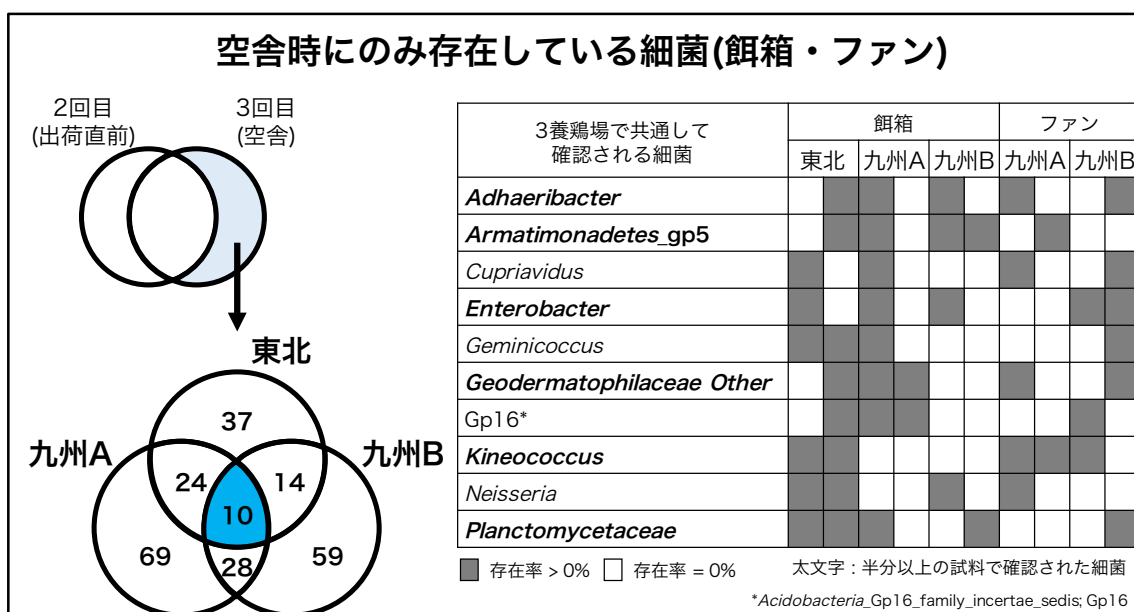 空舎時にのみ存在している細菌(餌箱・ファン)
2回目
(出荷直前)
3回目
(空舎)
東北
九州A
九州B
37
24
14
10
69
28
59
3養鶏場で共通して
確認される細菌
餌箱
ファン
東北 九州A 九州B 九州A 九州B
Adhaeribacter
Armatimonadetes_gp5
Cupriavidus
Enterobacter
Geminicoccus
Geodermatophilaceae Other
Gp16*
Kineococcus
Neisseria
Planctomycetaceae
存在率 > 0% 存在率 = 0%
太文字 : 半分以上の試料で確認された細菌
*Acidobacteria_Gp16_family_incertae_sedis; Gp16